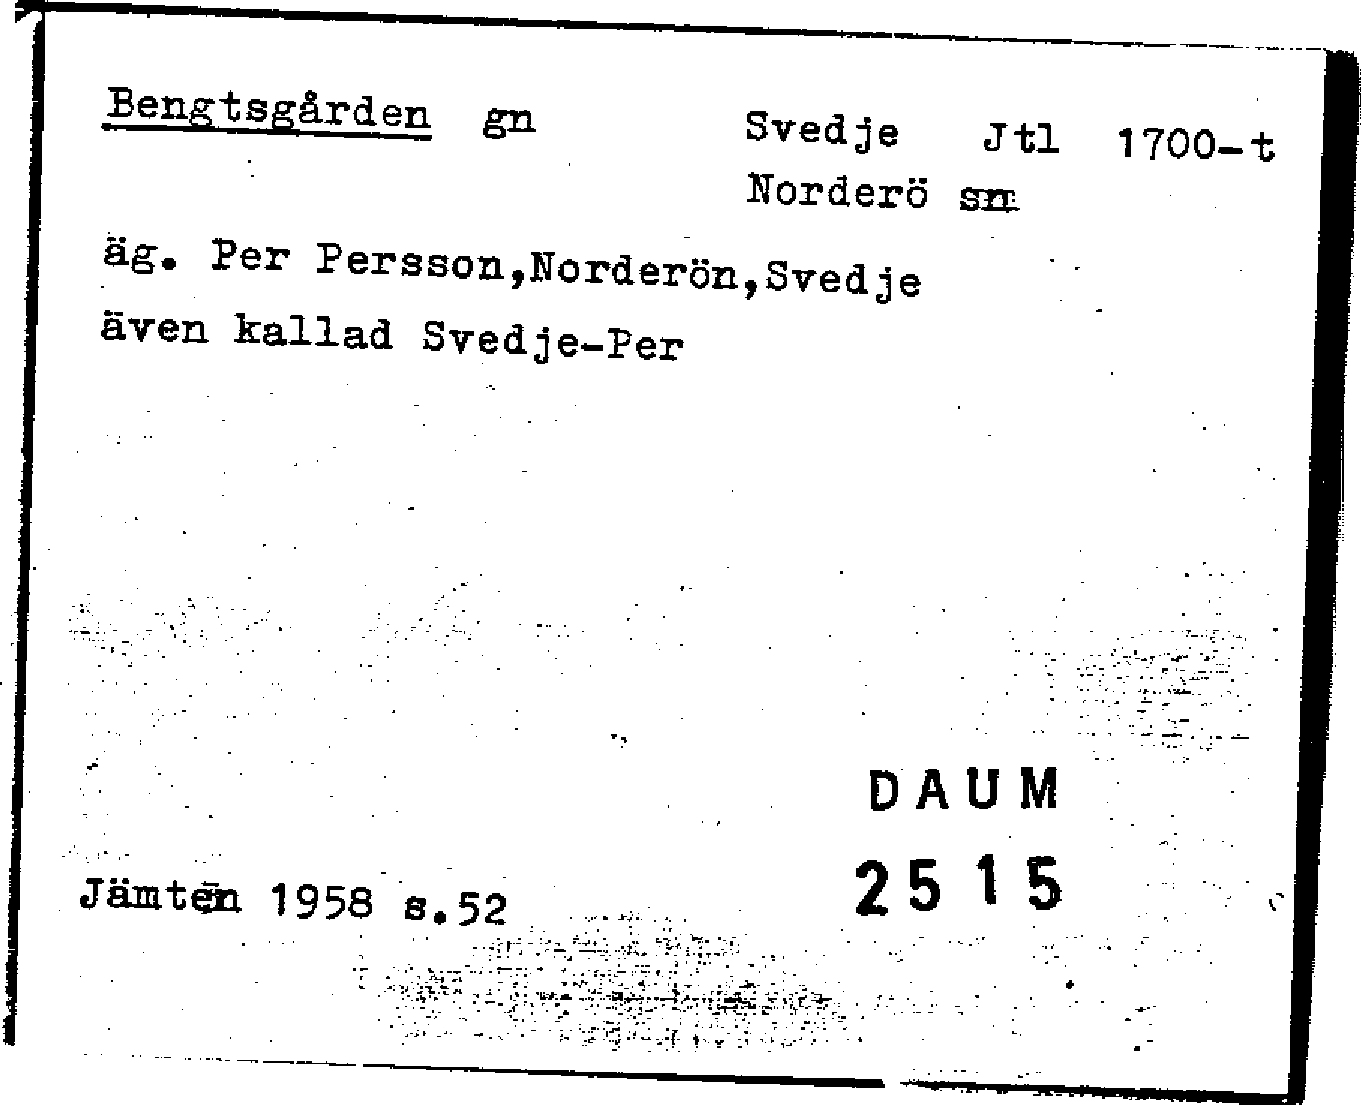 Bengtsgården gn Svedje Jtl 1700-t
Norderö sn
äg. Per Persson,Norderön,Svedje
även kallad Svedje-Per
DAUM
2515
Jämten 1958 s.52